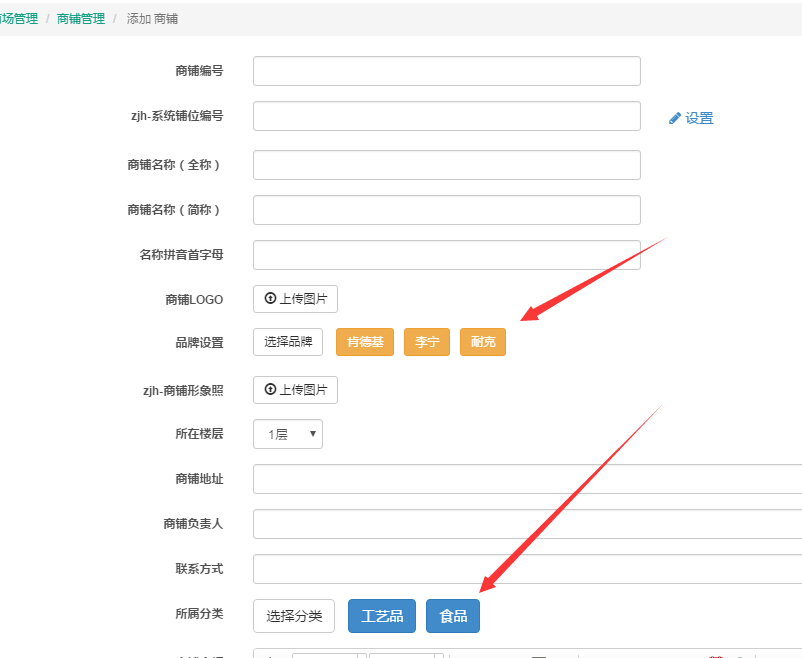 商场管理 / 商铺管理 / 添加 商铺
商铺编号
zjh-系统铺位编号 设置
商铺名称（全称）
商铺名称（简称）
名称拼音首字母
商铺LOGO 上传图片
品牌设置 选择品牌 肯德基 李宁 耐克
zjh-商铺形象照 上传图片
所在楼层 1层
商铺地址
商铺负责人
联系方式
所属分类 选择分类 工艺品 食品